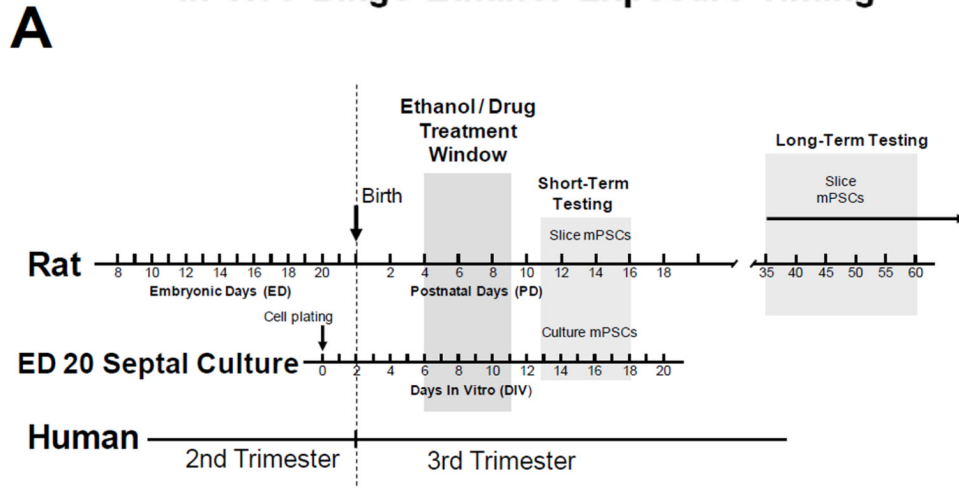 A
Ethanol / Drug
Treatment
Window
Long-Term Testing
Slice
mPSCs
Short-Term
Testing
Birth
Slice mPSCs
Rat
8 10 12 14 16 18 20 2 4 6 8 10 12 14 16 18 35 40 45 50 55 60
Embryonic Days (ED) Postnatal Days (PD)
Cell plating
Culture mPSCs
ED 20 Septal Culture
0 2 4 6 8 10 12 14 16 18 20
Days In Vitro (DIV)
Human
2nd Trimester 3rd Trimester